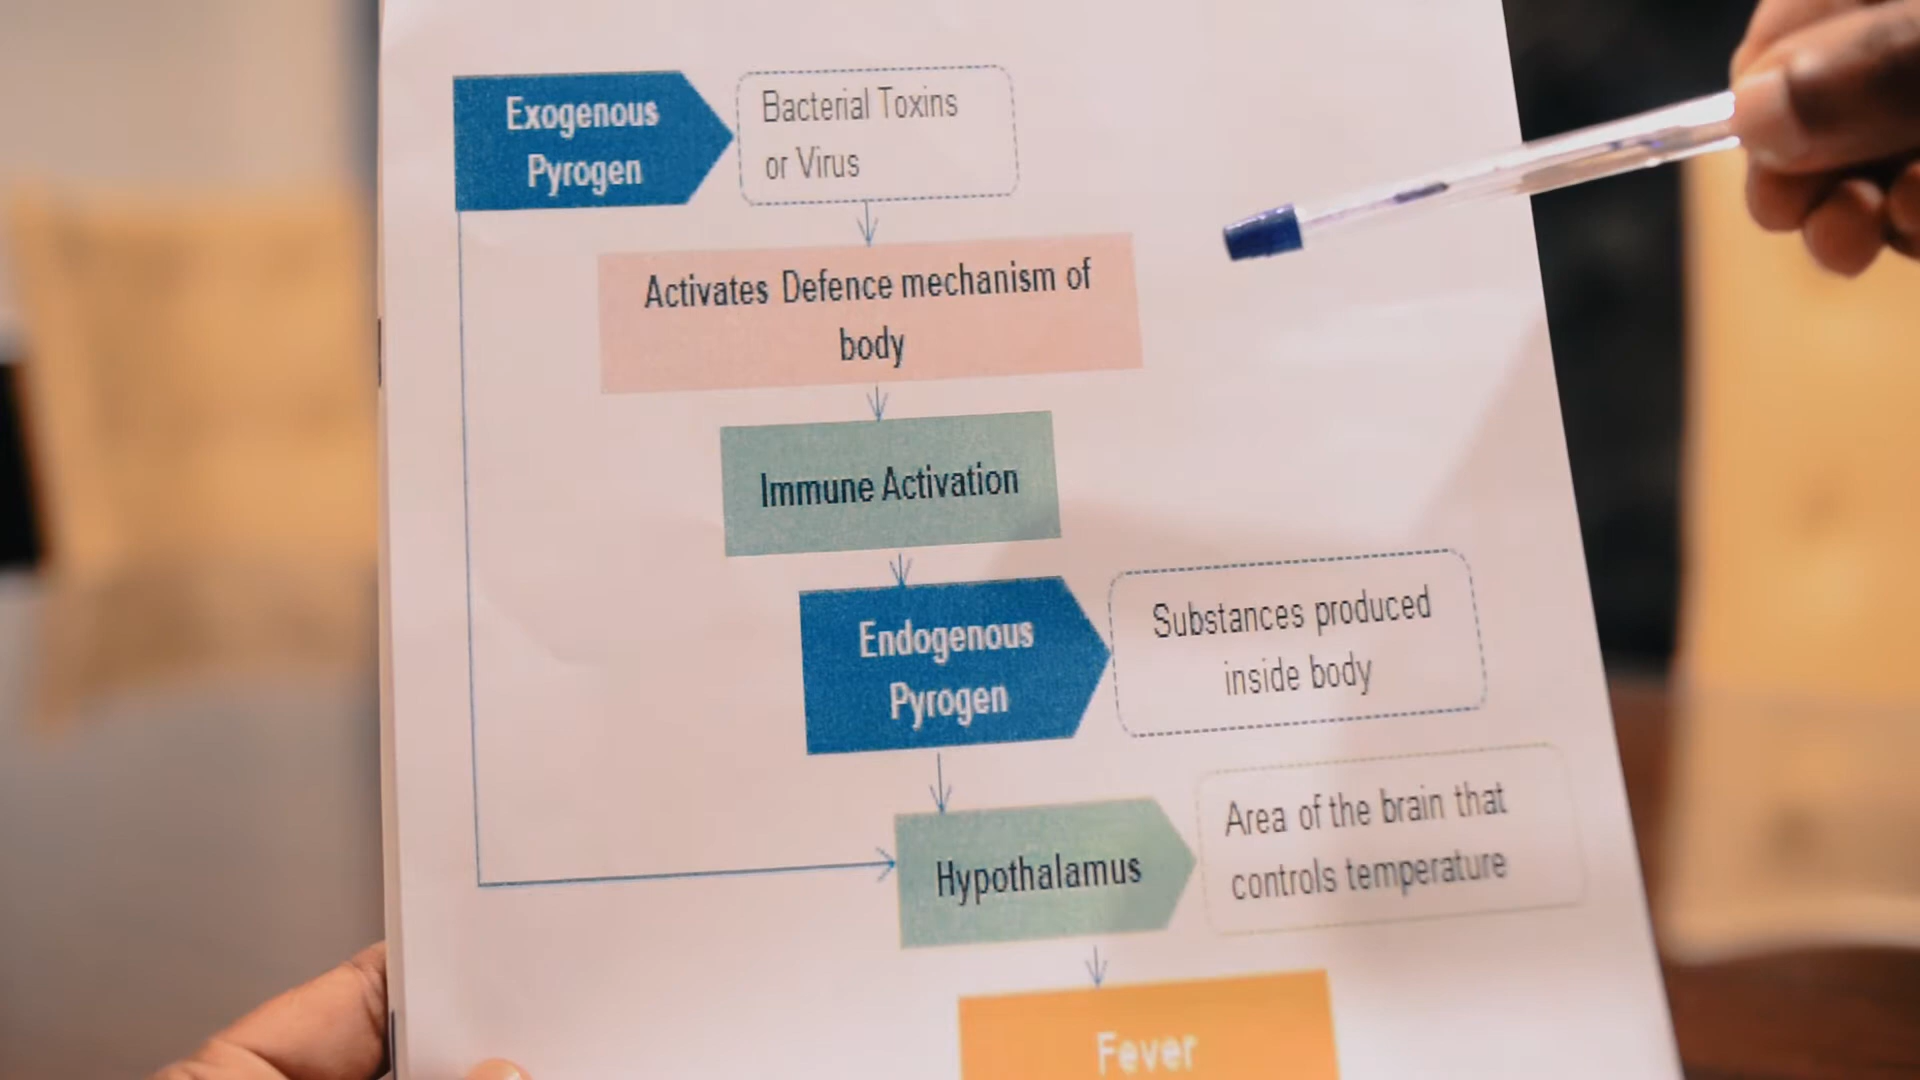 Exogenous
Pyrogen
Bacterial Toxins
or Virus
Activates Defence mechanism of
body
Immune Activation
Endogenous
Pyrogen
Substances produced
inside body
Hypothalamus
Area of the brain that
controls temperature
Fever